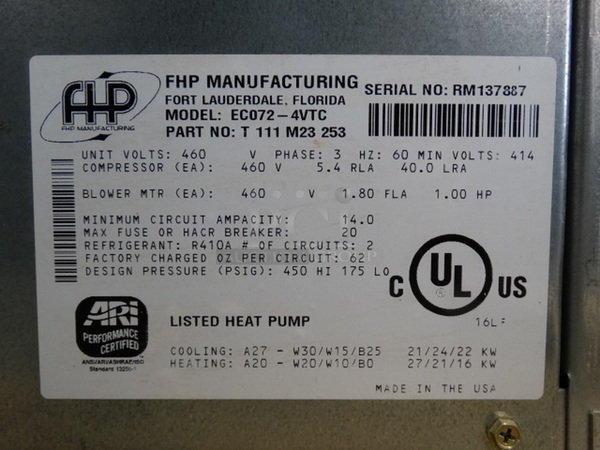 FHP
FHP MANUFACTURING
FHP MANUFACTURING
FORT LAUDERDALE, FLORIDA
MODEL: EC072-4VTC
PART NO: T 111 M23 253
SERIAL NO: RM137887
UNIT VOLTS: 460 V PHASE: 3 HZ: 60 MIN VOLTS: 414
COMPRESSOR (EA): 460 V 5.4 RLA 40.0 LRA
BLOWER MTR (EA): 460 V 1.80 FLA 1.00 HP
MINIMUM CIRCUIT AMPACITY: 14.0
MAX FUSE OR HACR BREAKER: 20
REFRIGERANT: R410A # OF CIRCUITS: 2
FACTORY CHARGED OZ PER CIRCUIT: 62
DESIGN PRESSURE (PSIG): 450 HI 175 LO
C UL US
ARI
PERFORMANCE
CERTIFIED
LISTED HEAT PUMP
COOLING: A27 - W30/W15/B25 21/24/22 KW
HEATING: A20 - W20/W10/B0 27/21/16 KW
MADE IN THE USA